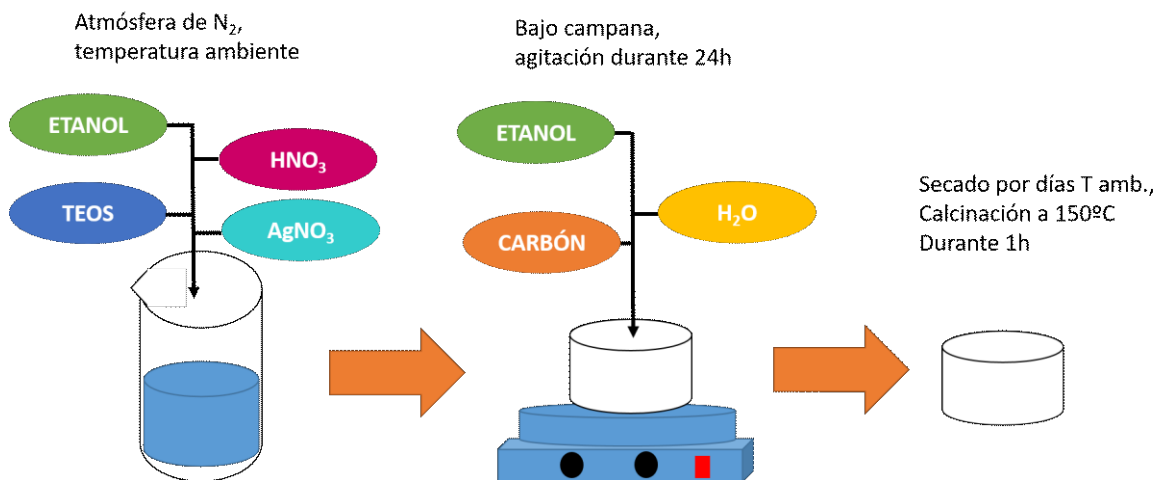 Atmósfera de N₂,
temperatura ambiente
ETANOL
HNO₃
TEOS
AgNO₃
Bajo campana,
agitación durante 24h
ETANOL
H₂O
CARBÓN
Secado por días T amb.,
Calcinación a 150ºC
Durante 1h